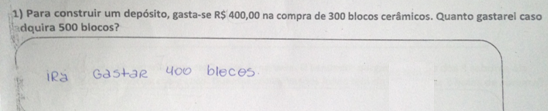 1) Para construir um depósito, gasta-se R$ 400,00 na compra de 300 blocos cerâmicos. Quanto gastarei caso
dquira 500 blocos?
iRá GastaR 400 bleces.